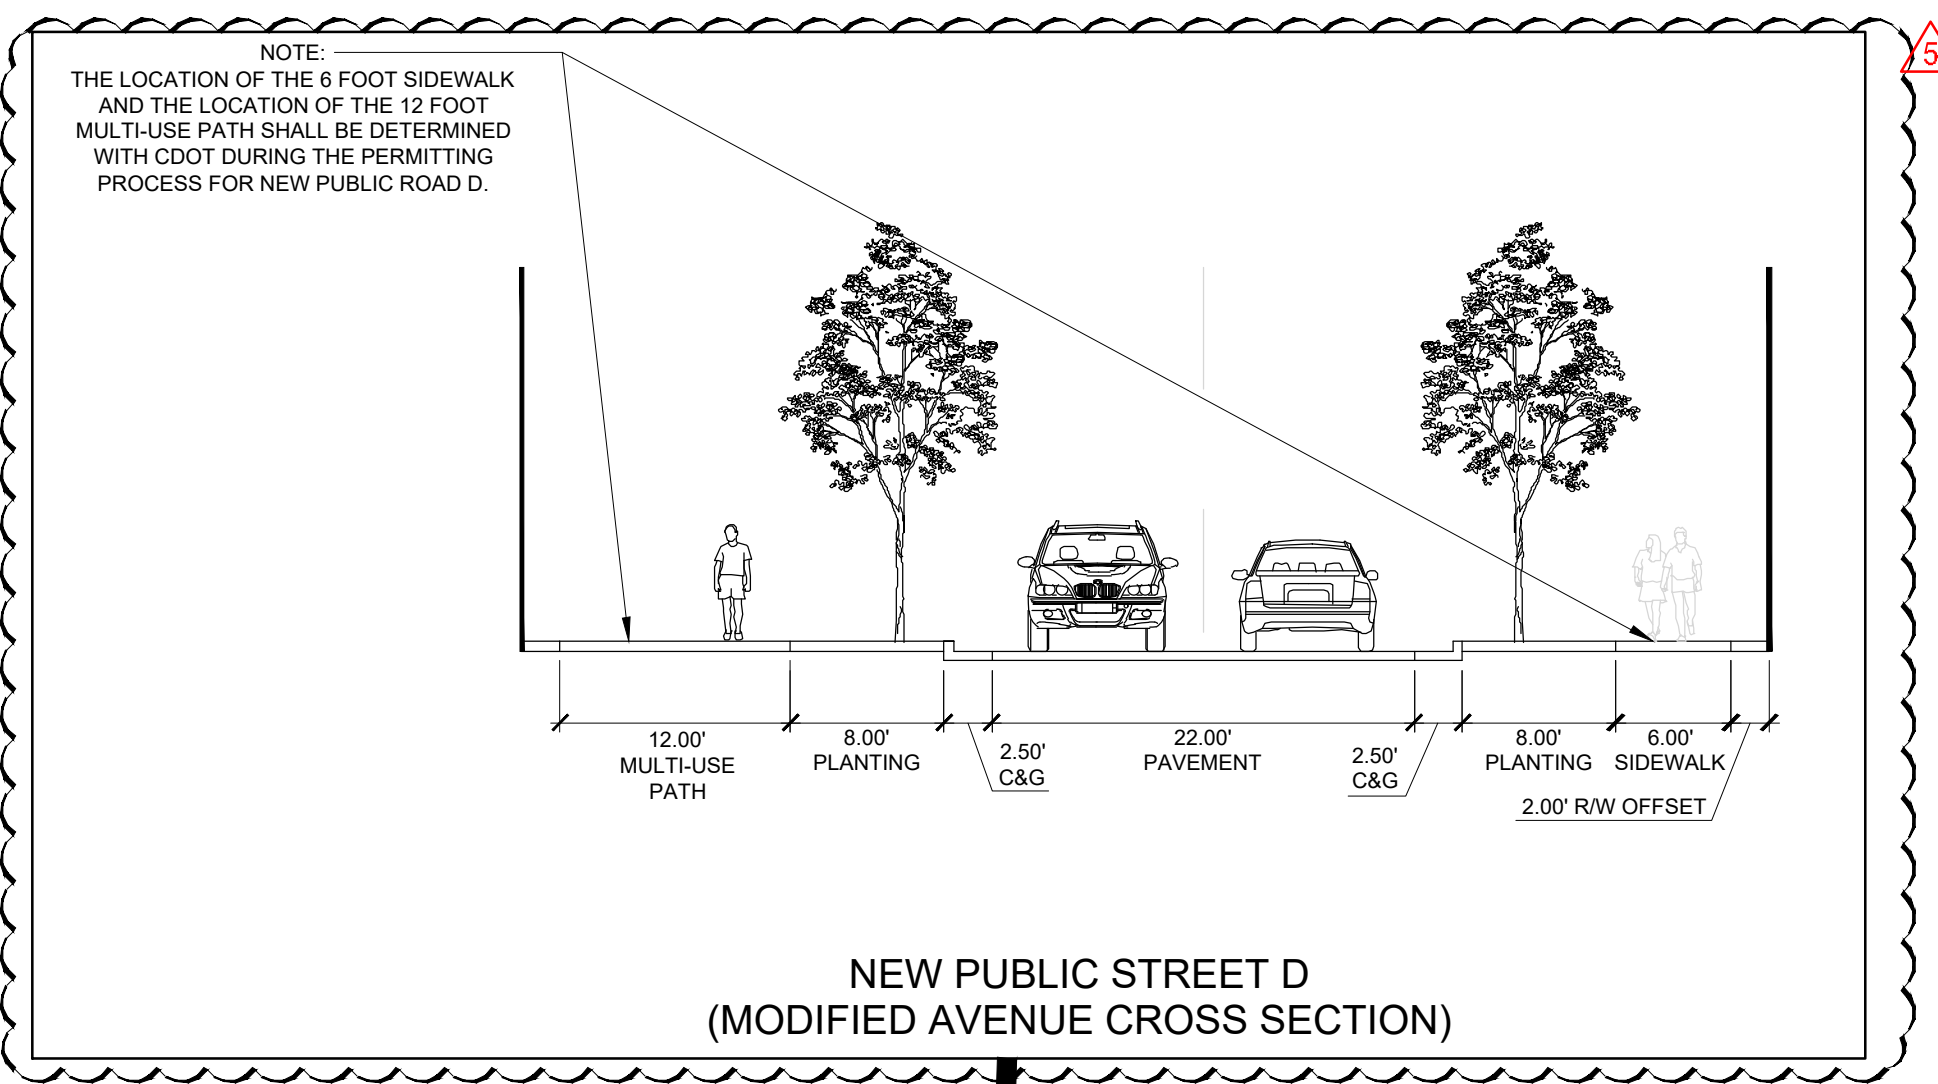 NOTE:
THE LOCATION OF THE 6 FOOT SIDEWALK
AND THE LOCATION OF THE 12 FOOT
MULTI-USE PATH SHALL BE DETERMINED
WITH CDOT DURING THE PERMITTING
PROCESS FOR NEW PUBLIC ROAD D.
5
12.00'
MULTI-USE
PATH
8.00'
PLANTING
2.50'
C&G
22.00'
PAVEMENT
2.50'
C&G
8.00'
PLANTING
6.00'
SIDEWALK
2.00' R/W OFFSET
NEW PUBLIC STREET D
(MODIFIED AVENUE CROSS SECTION)